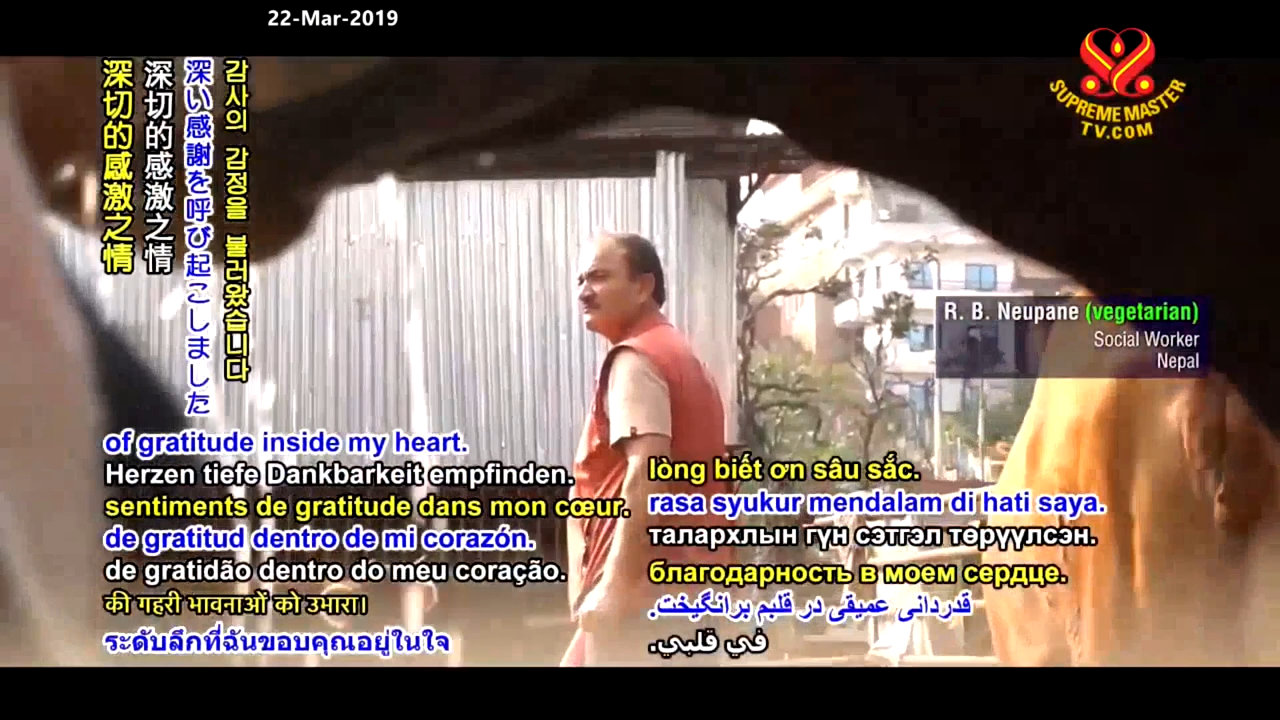 22-Mar-2019
SUPREME MASTER
TV.COM
深切的感激之情
深切的感激之情
深い感謝を呼び起こしました
감사의 감정을 불러왔습니다
R. B. Neupane (vegetarian)
Social Worker
Nepal
of gratitude inside my heart.
Herzen tiefe Dankbarkeit empfinden.
sentiments de gratitude dans mon cœur.
de gratitud dentro de mi corazón.
de gratidão dentro do meu coração.
की गहरी भावनाओं को उभारा।
ระดับลึกที่ฉันขอบคุณอยู่ในใจ
lòng biết ơn sâu sắc.
rasa syukur mendalam di hati saya.
талархлын гүн сэтгэл төрүүлсэн.
благодарность в моем сердце.
قدردانی عمیقی در قلبم برانگیخت.
في قلبي.